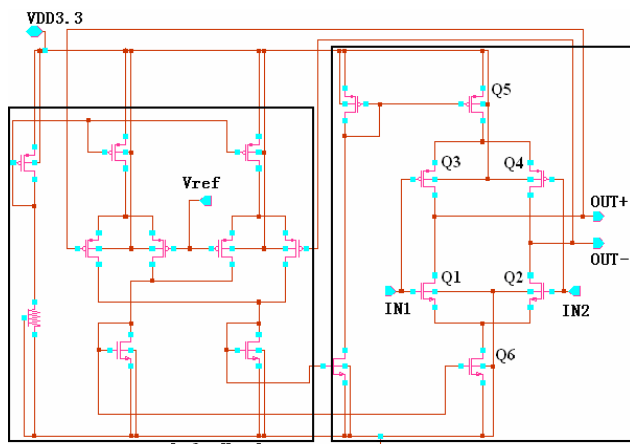 VDD3.3
Q5
Q3
Q4
Vref
OUT+
OUT-
Q1
Q2
IN1
IN2
Q6